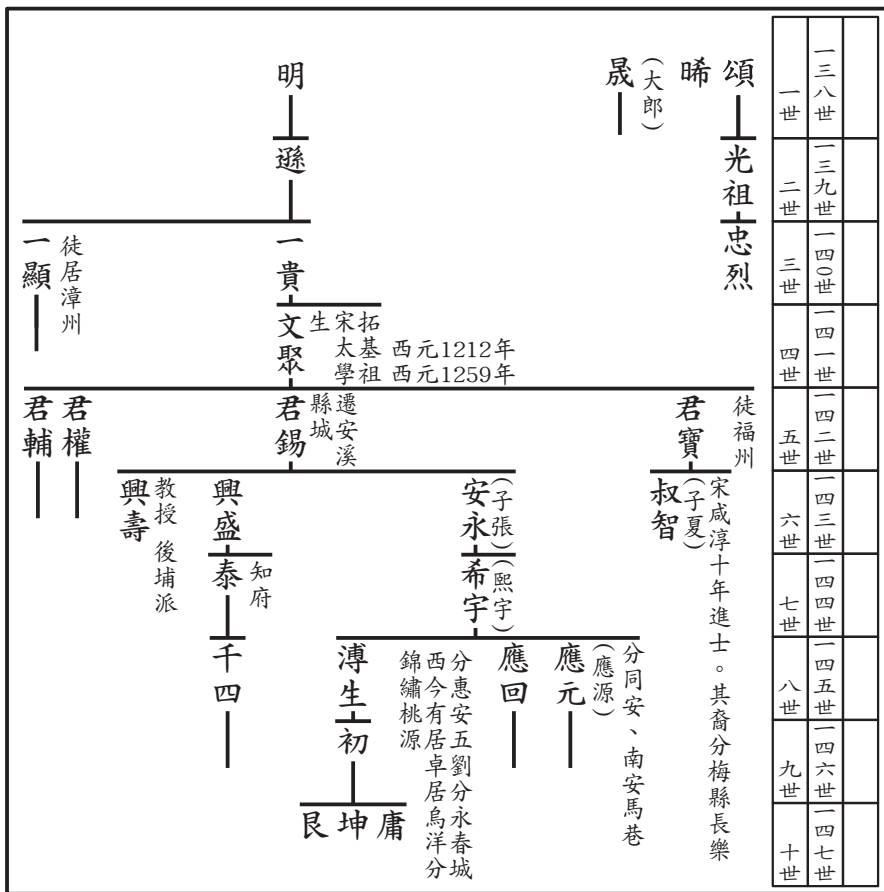 一三八世
一三九世
一四〇世
一四一世
一四二世
一四三世
一四四世
一四五世
一四六世
一四七世
一世
二世
三世
四世
五世
六世
七世
八世
九世
十世
頌
晞
晟
(大郎)
明
光祖
遜
忠烈
一貴
一顯
徒居漳州
文聚
拓基祖
宋太學
生
西元1212年
西元1259年
君寶
徒福州
君錫
遷安溪
縣城
君權
君輔
叔智
(子夏)
宋咸淳十年進士。其裔分梅縣長樂
安永
(子張)
興盛
興壽
教授 後埔派
希宇
(熙宇)
泰
知府
應元
(應源)
分同安、南安馬巷
應回
溥生
分惠安五劉分永春城
西今有居卓居烏洋分
錦繡桃源
千四
初
庸
坤
艮